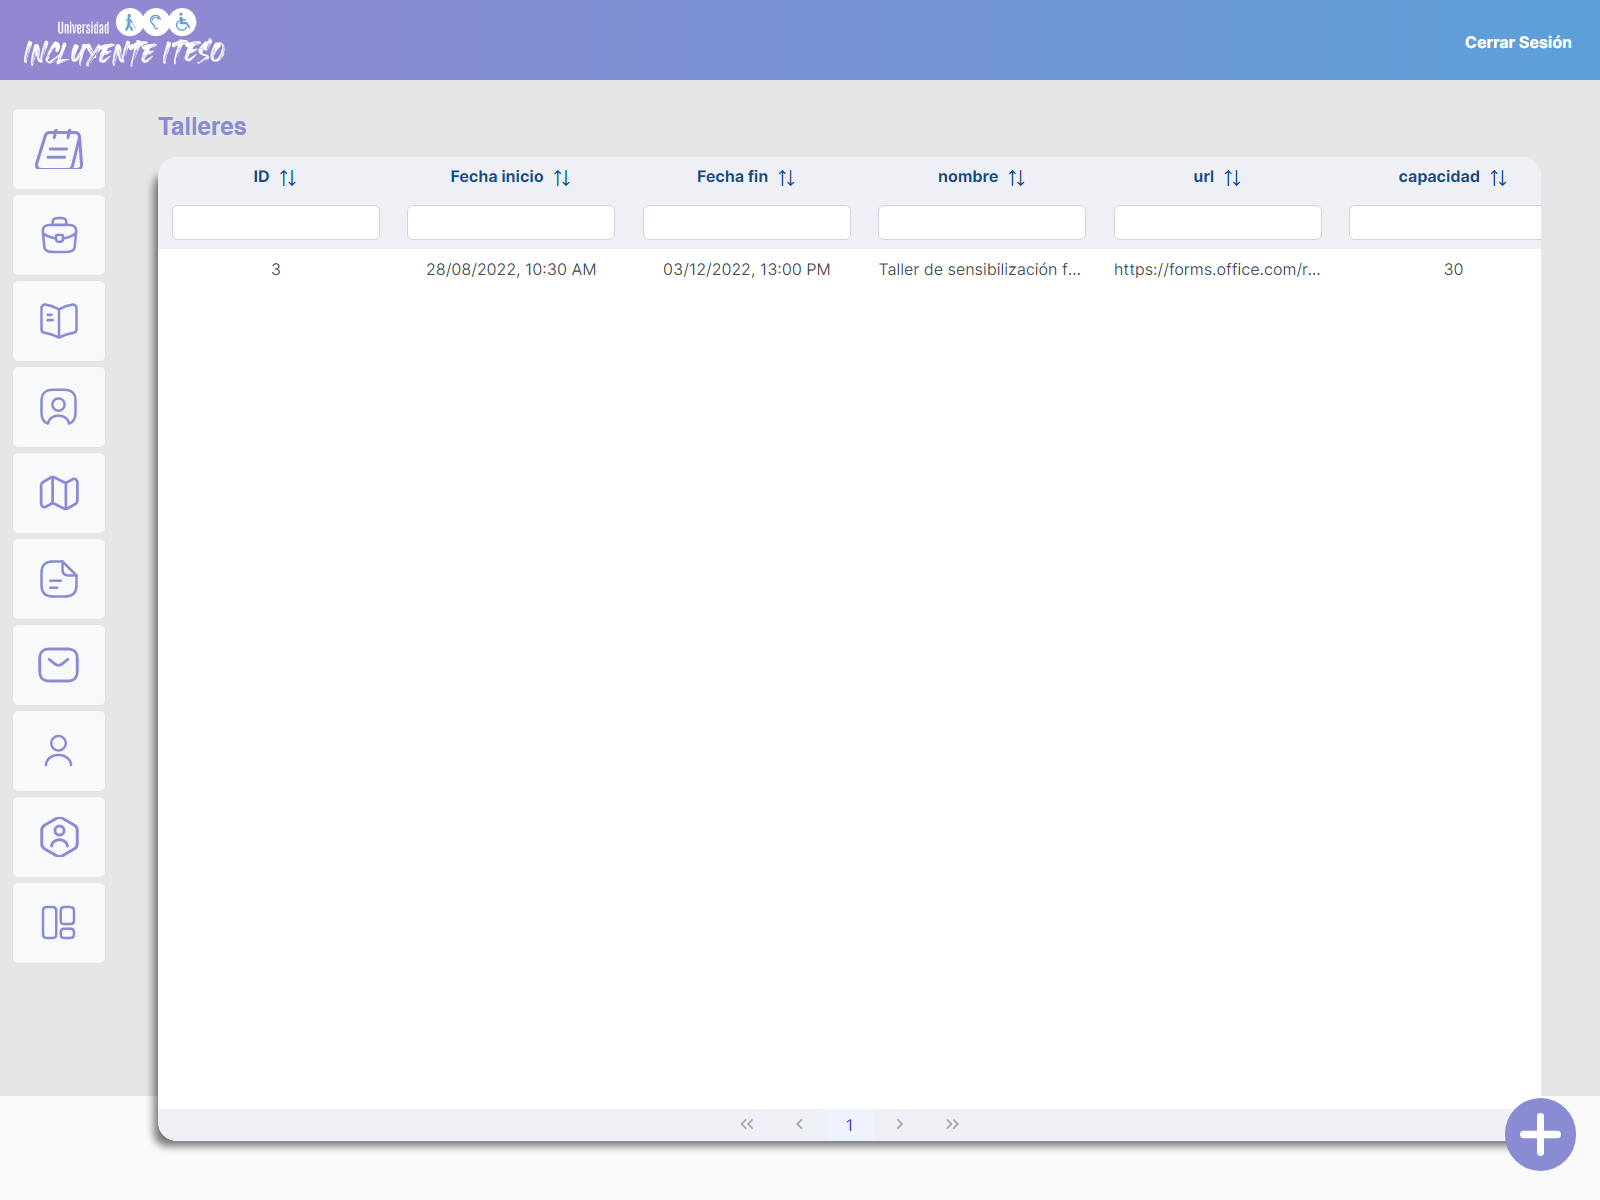 Universidad
INCLUYENTE ITESO
Cerrar Sesión
Talleres
ID Fecha inicio Fecha fin nombre url capacidad
3 28/08/2022, 10:30 AM 03/12/2022, 13:00 PM Taller de sensibilización f... https://forms.office.com/r... 30
1